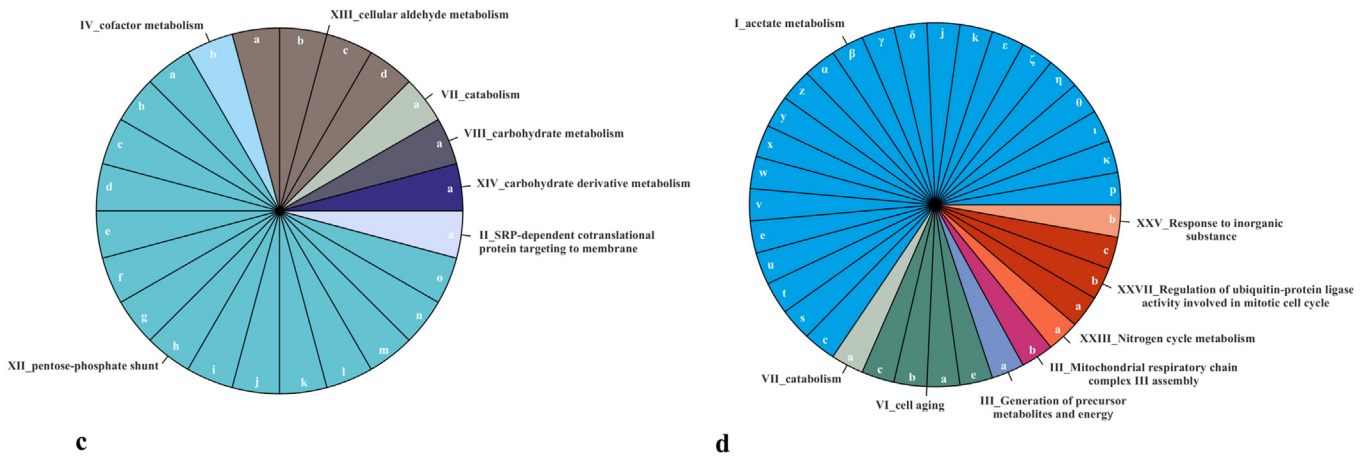 XIII_cellular aldehyde metabolism
IV_cofactor metabolism
VII_catabolism
VIII_carbohydrate metabolism
XIV_carbohydrate derivative metabolism
II_SRP-dependent cotranslational
protein targeting to membrane
XII_pentose-phosphate shunt
a
b
c
d
a
a
a
a
o
n
m
l
k
j
i
h
g
f
e
d
c
b
a
b
c
I_acetate metabolism
XXV_Response to inorganic
substance
XXVII_Regulation of ubiquitin-protein ligase
activity involved in mitotic cell cycle
XXIII_Nitrogen cycle metabolism
III_Mitochondrial respiratory chain
complex III assembly
III_Generation of precursor
metabolites and energy
VI_cell aging
VII_catabolism
j
k
ε
ζ
η
θ
ι
κ
p
b
c
b
a
a
b
a
e
a
b
c
a
c
s
t
u
e
v
w
x
y
z
α
β
γ
δ
d